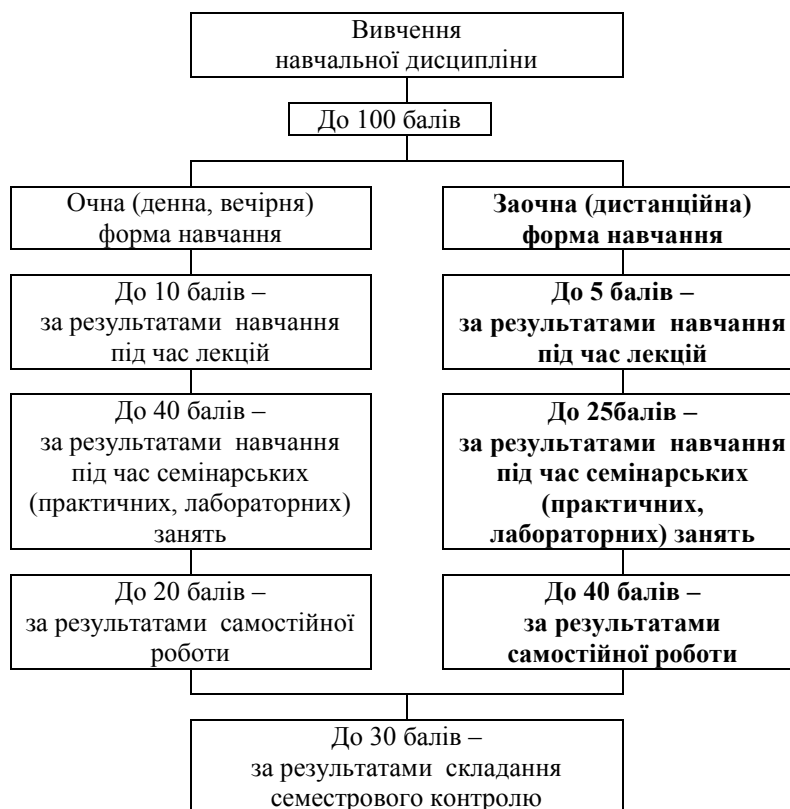 Вивчення
навчальної дисципліни
До 100 балів
Очна (денна, вечірня)
форма навчання
Заочна (дистанційна)
форма навчання
До 10 балів –
за результатами навчання
під час лекцій
До 5 балів –
за результатами навчання
під час лекцій
До 40 балів –
за результатами навчання
під час семінарських
(практичних, лабораторних)
занять
До 25балів –
за результатами навчання
під час семінарських
(практичних,
лабораторних) занять
До 20 балів –
за результатами самостійної
роботи
До 40 балів –
за результатами
самостійної роботи
До 30 балів –
за результатами складання
семестрового контролю